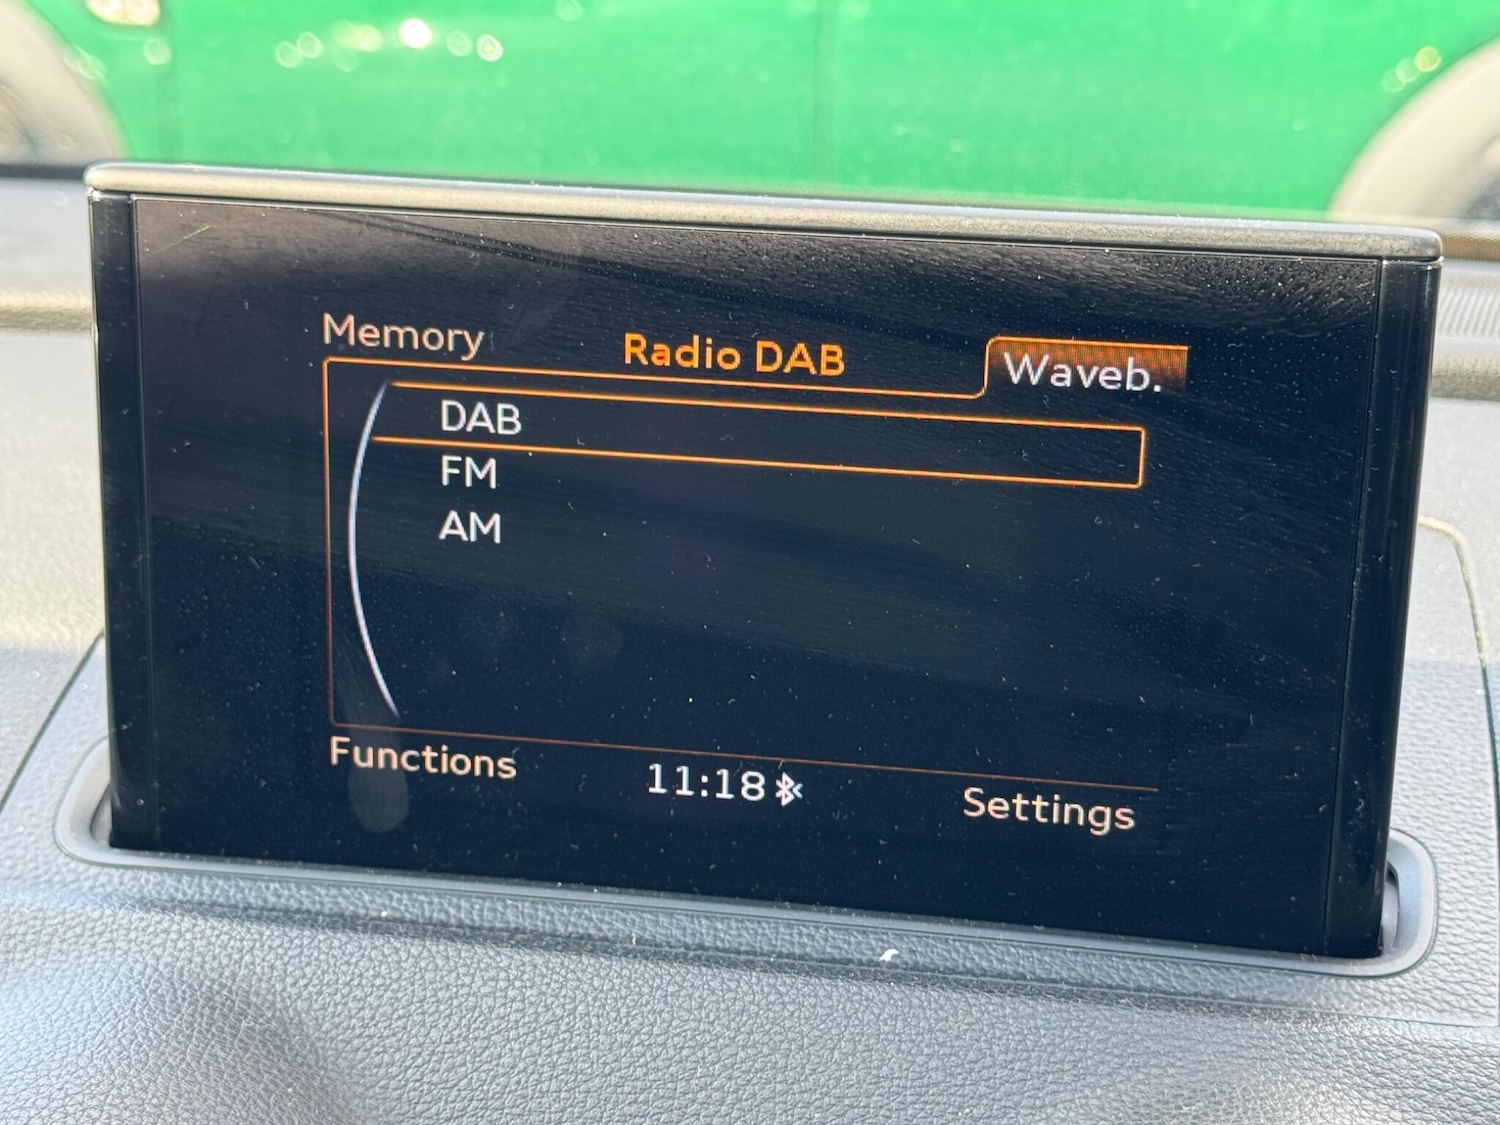 Memory
Radio DAB
Waveb.
DAB
FM
AM
Functions
11:18
Settings